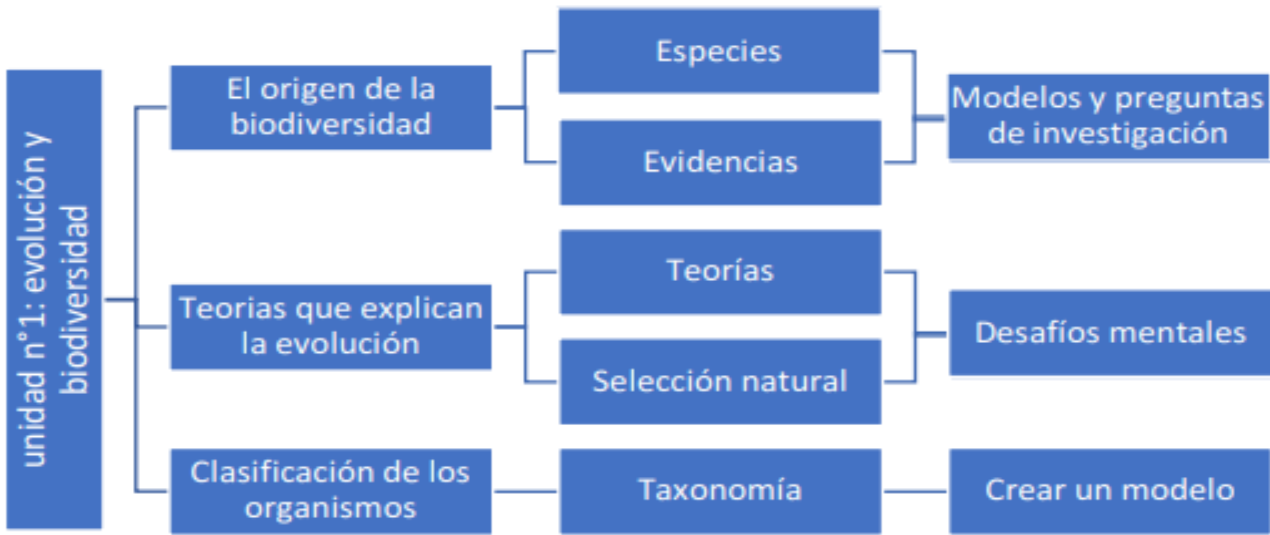 unidad n°1: evolución y
biodiversidad
El origen de la
biodiversidad
Especies
Evidencias
Modelos y preguntas
de investigación
Teorias que explican
la evolución
Teorías
Selección natural
Desafíos mentales
Clasificación de los
organismos
Taxonomía
Crear un modelo